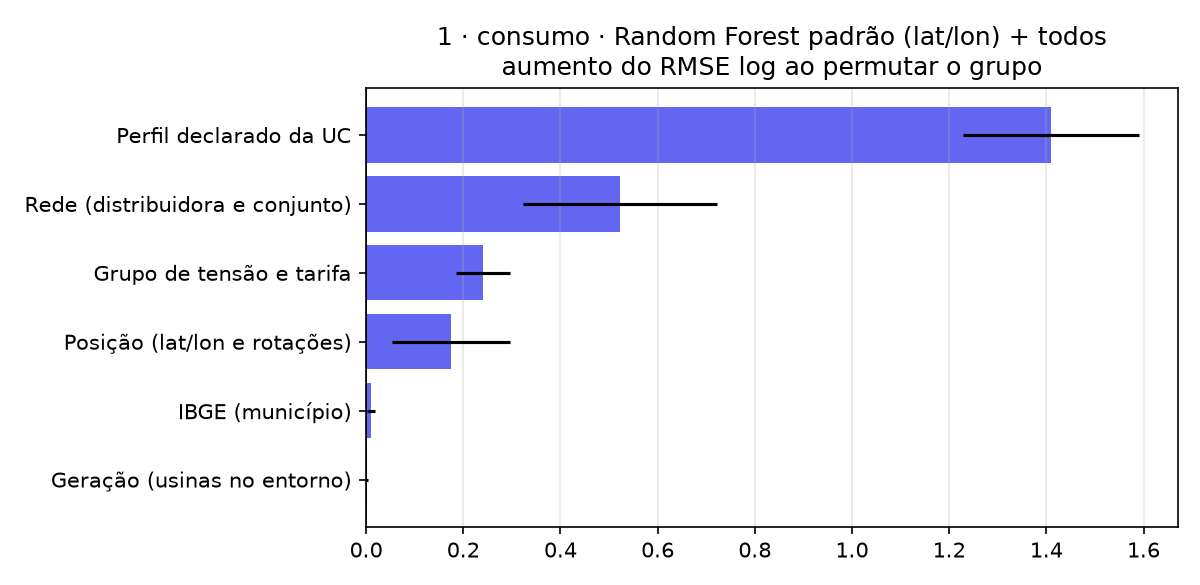 1 · consumo · Random Forest padrão (lat/lon) + todos
aumento do RMSE log ao permutar o grupo
Perfil declarado da UC
Rede (distribuidora e conjunto)
Grupo de tensão e tarifa
Posição (lat/lon e rotações)
IBGE (município)
Geração (usinas no entorno)
0.0 0.2 0.4 0.6 0.8 1.0 1.2 1.4 1.6